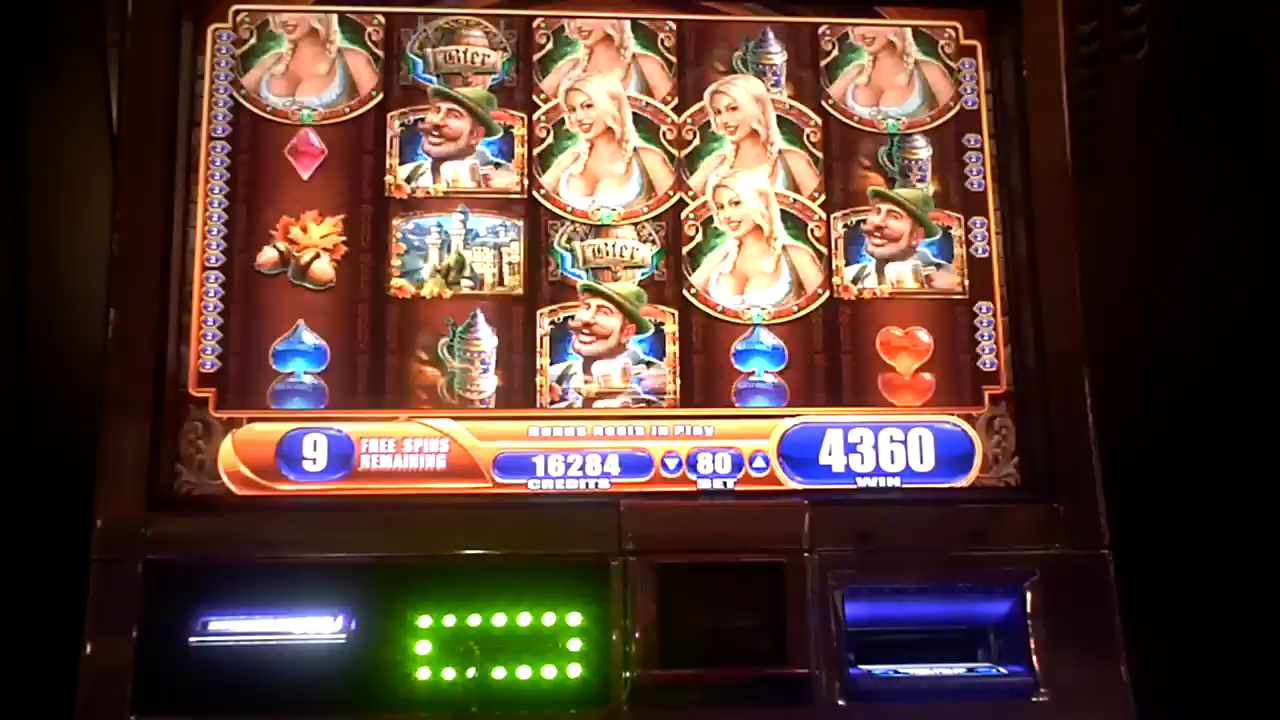 Bier
Bier
Bonus Reels In Play
9
FREE SPINS
REMAINING
16284
CREDITS
80
BET
4360
WIN